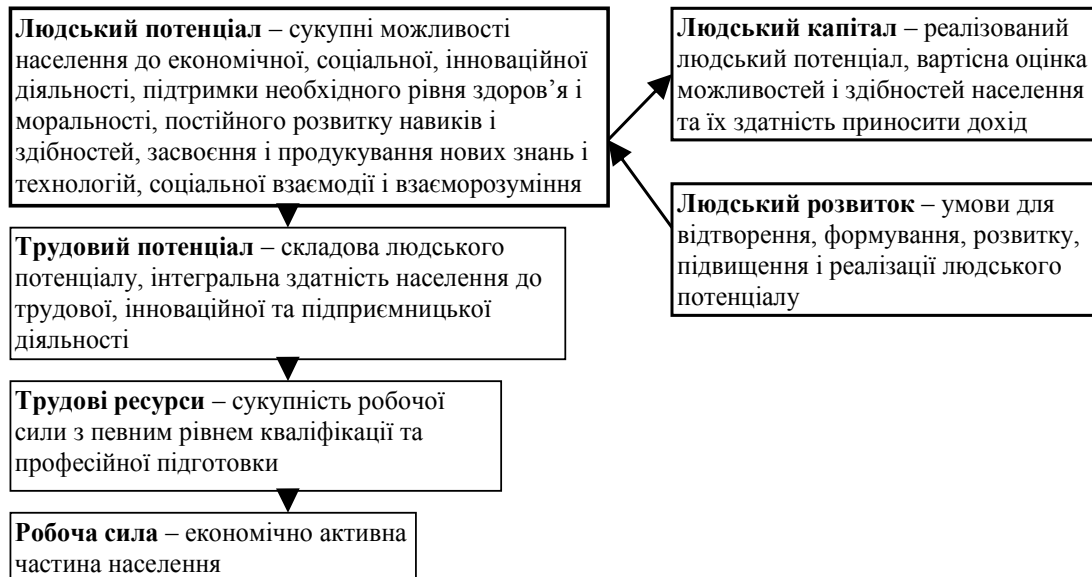 Людський потенціал – сукупні можливості
населення до економічної, соціальної, інноваційної
діяльності, підтримки необхідного рівня здоров’я і
моральності, постійного розвитку навиків і
здібностей, засвоєння і продукування нових знань і
технологій, соціальної взаємодії і взаєморозуміння
Трудовий потенціал – складова людського
потенціалу, інтегральна здатність населення до
трудової, інноваційної та підприємницької
діяльності
Трудові ресурси – сукупність робочої
сили з певним рівнем кваліфікації та
професійної підготовки
Робоча сила – економічно активна
частина населення
Людський капітал – реалізований
людський потенціал, вартісна оцінка
можливостей і здібностей населення
та їх здатність приносити дохід
Людський розвиток – умови для
відтворення, формування, розвитку,
підвищення і реалізації людського
потенціалу